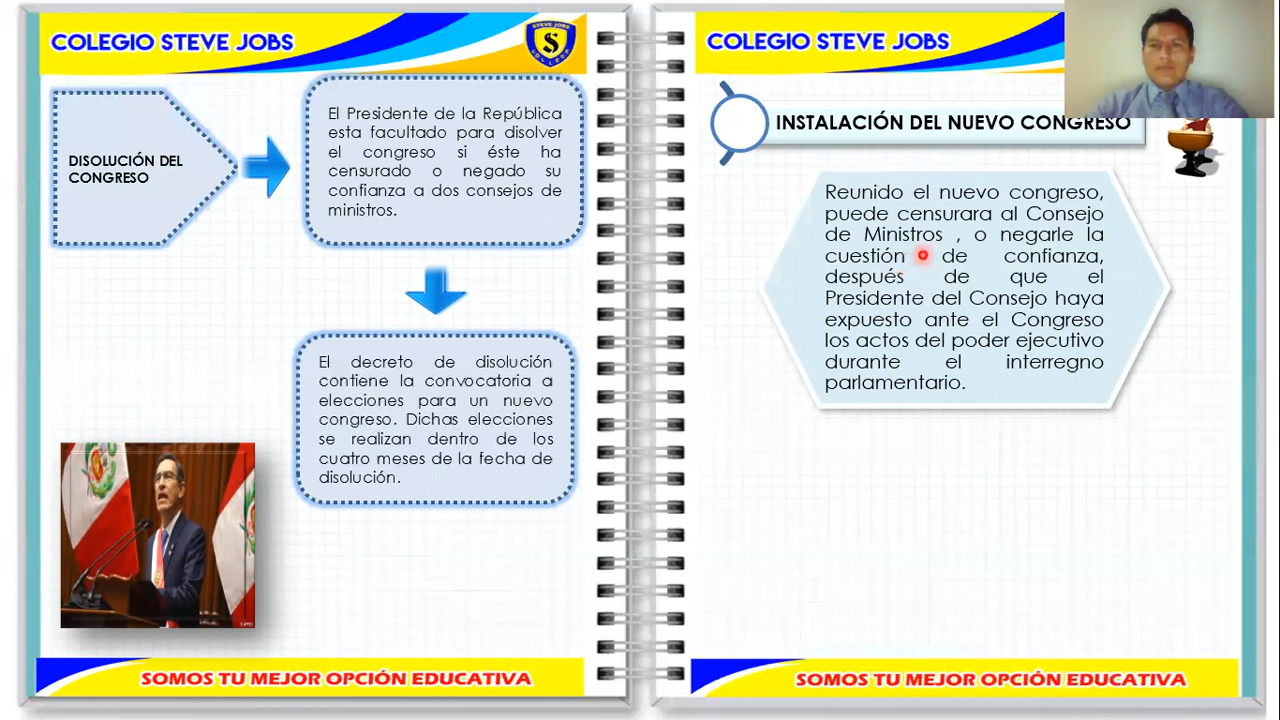 COLEGIO STEVE JOBS
STEVE JOBS
S
COLLEGE
DISOLUCIÓN DEL
CONGRESO
El Presidente de la República
esta facultado para disolver
el congreso si este ha
censurado o negado su
confianza a dos consejos de
ministros.
El decreto de disolución
contiene la convocatoria a
elecciones para un nuevo
congreso. Dichas elecciones
se realizan dentro de los
cuatro meses de la fecha de
disolución.
SOMOS TU MEJOR OPCIÓN EDUCATIVA
COLEGIO STEVE JOBS
INSTALACIÓN DEL NUEVO CONGRESO
Reunido el nuevo congreso,
puede censurara al Consejo
de Ministros , o negarle la
cuestión de confianza,
después de que el
Presidente del Consejo haya
expuesto ante el Congreso
los actos del poder ejecutivo
durante el interregno
parlamentario.
SOMOS TU MEJOR OPCIÓN EDUCATIVA